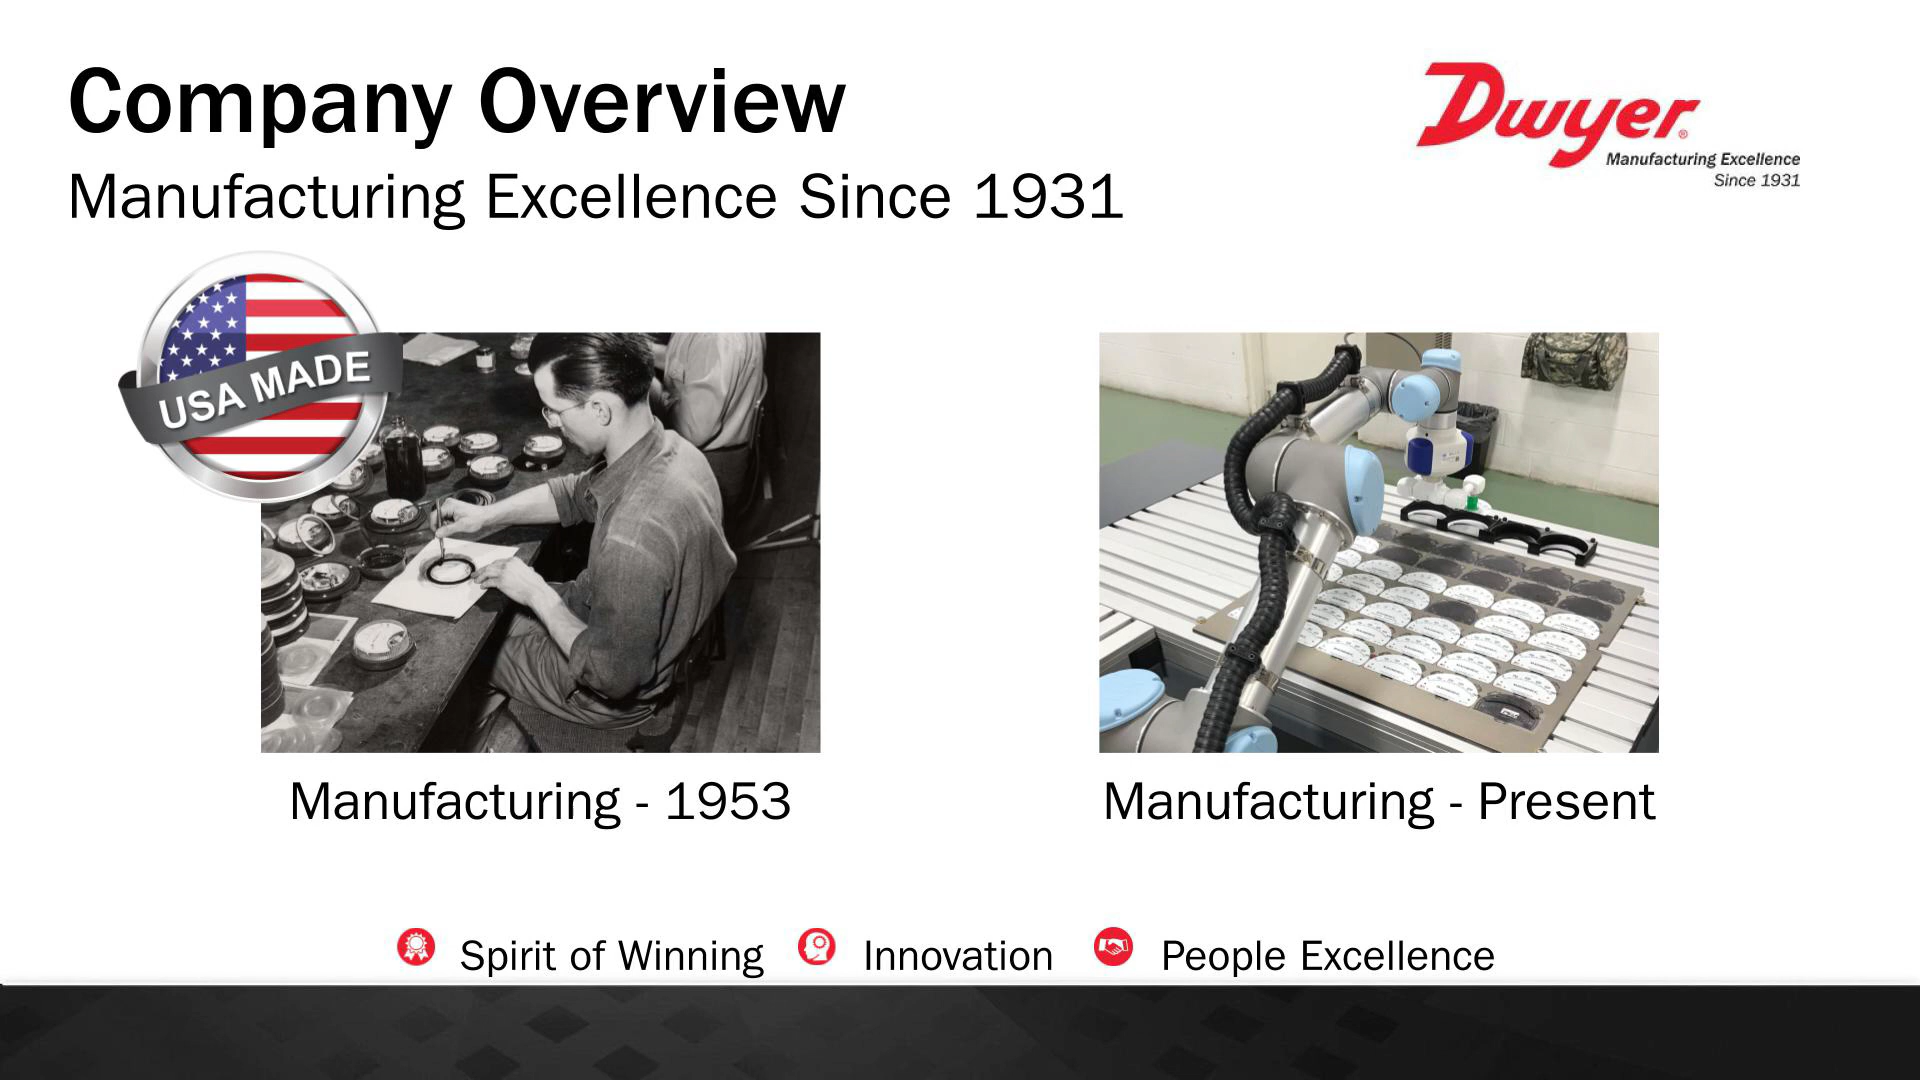 Company Overview
Manufacturing Excellence Since 1931
Dwyer®
Manufacturing Excellence
Since 1931
USA MADE
Manufacturing - 1953
Manufacturing - Present
Spirit of Winning
Innovation
People Excellence